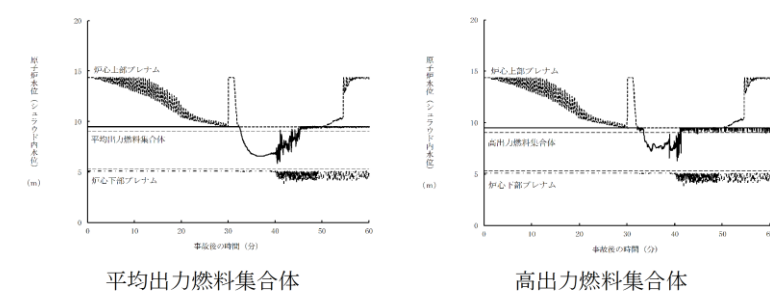 20
15
10
5
0
原子炉水位(シュラウド内水位)
(m)
炉心上部プレナム
平均出力燃料集合体
炉心下部プレナム
0 10 20 30 40 50 60
事故後の時間(分)
平均出力燃料集合体
20
15
10
5
0
原子炉水位(シュラウド内水位)
(m)
炉心上部プレナム
高出力燃料集合体
炉心下部プレナム
0 10 20 30 40 50 60
事故後の時間(分)
高出力燃料集合体